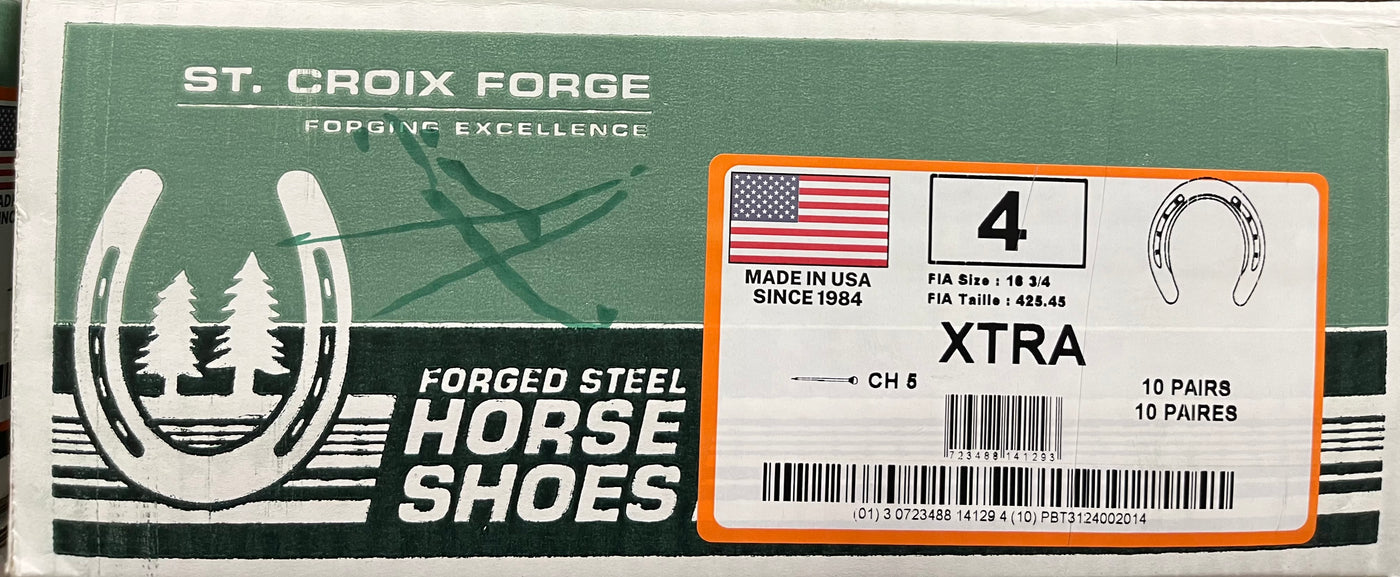 ST. CROIX FORGE
FORGING EXCELLENCE
FORGED STEEL
HORSE
SHOES
MADE IN USA
SINCE 1984
4
FIA Size : 16 3/4
FIA Taille : 425.45
XTRA
CH 5
10 PAIRS
10 PAIRES
723488 141293
(01) 3 0723488 14129 4 (10) PBT3124002014